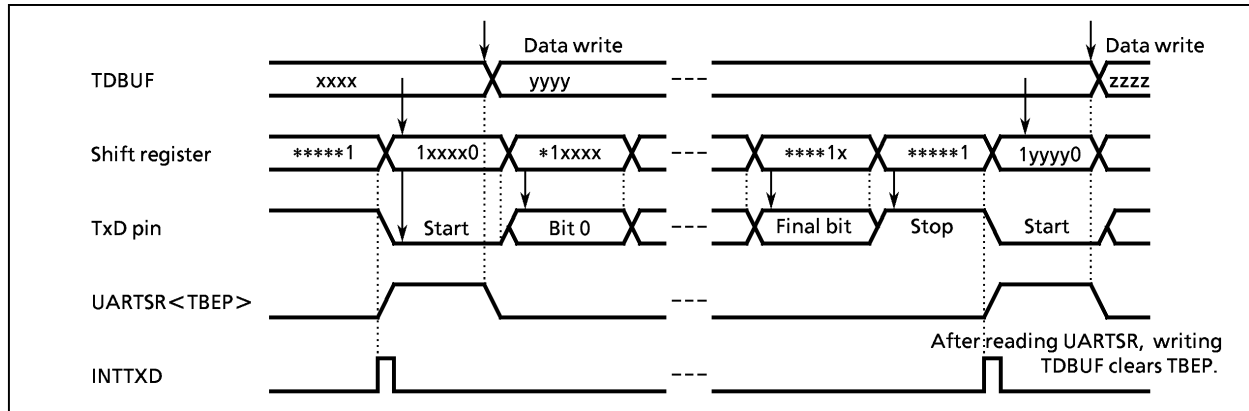 Data write Data write
TDBUF xxxx yyyy zzzz
Shift register *****1 1xxxx0 *1xxxx ****1x *****1 1yyyy0
TxD pin Start Bit 0 Final bit Stop Start
UARTSR<TBEP>
After reading UARTSR, writing
TDBUF clears TBEP.
INTTXD